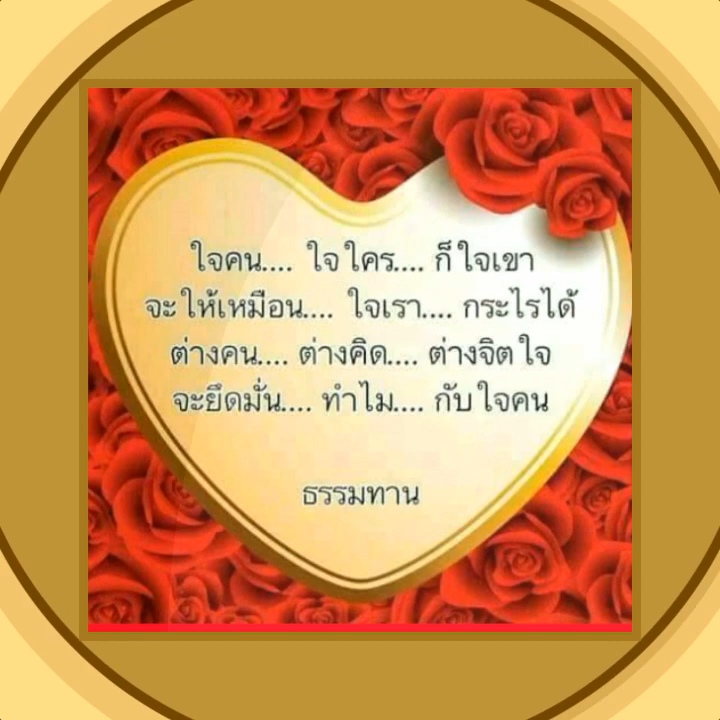 ใจคน.... ใจใคร.... ก็ใจเขา
จะให้เหมือน.... ใจเรา.... กระไรได้
ต่างคน.... ต่างคิด.... ต่างจิตใจ
จะยึดมั่น.... ทำไม.... กับใจคน
ธรรมทาน